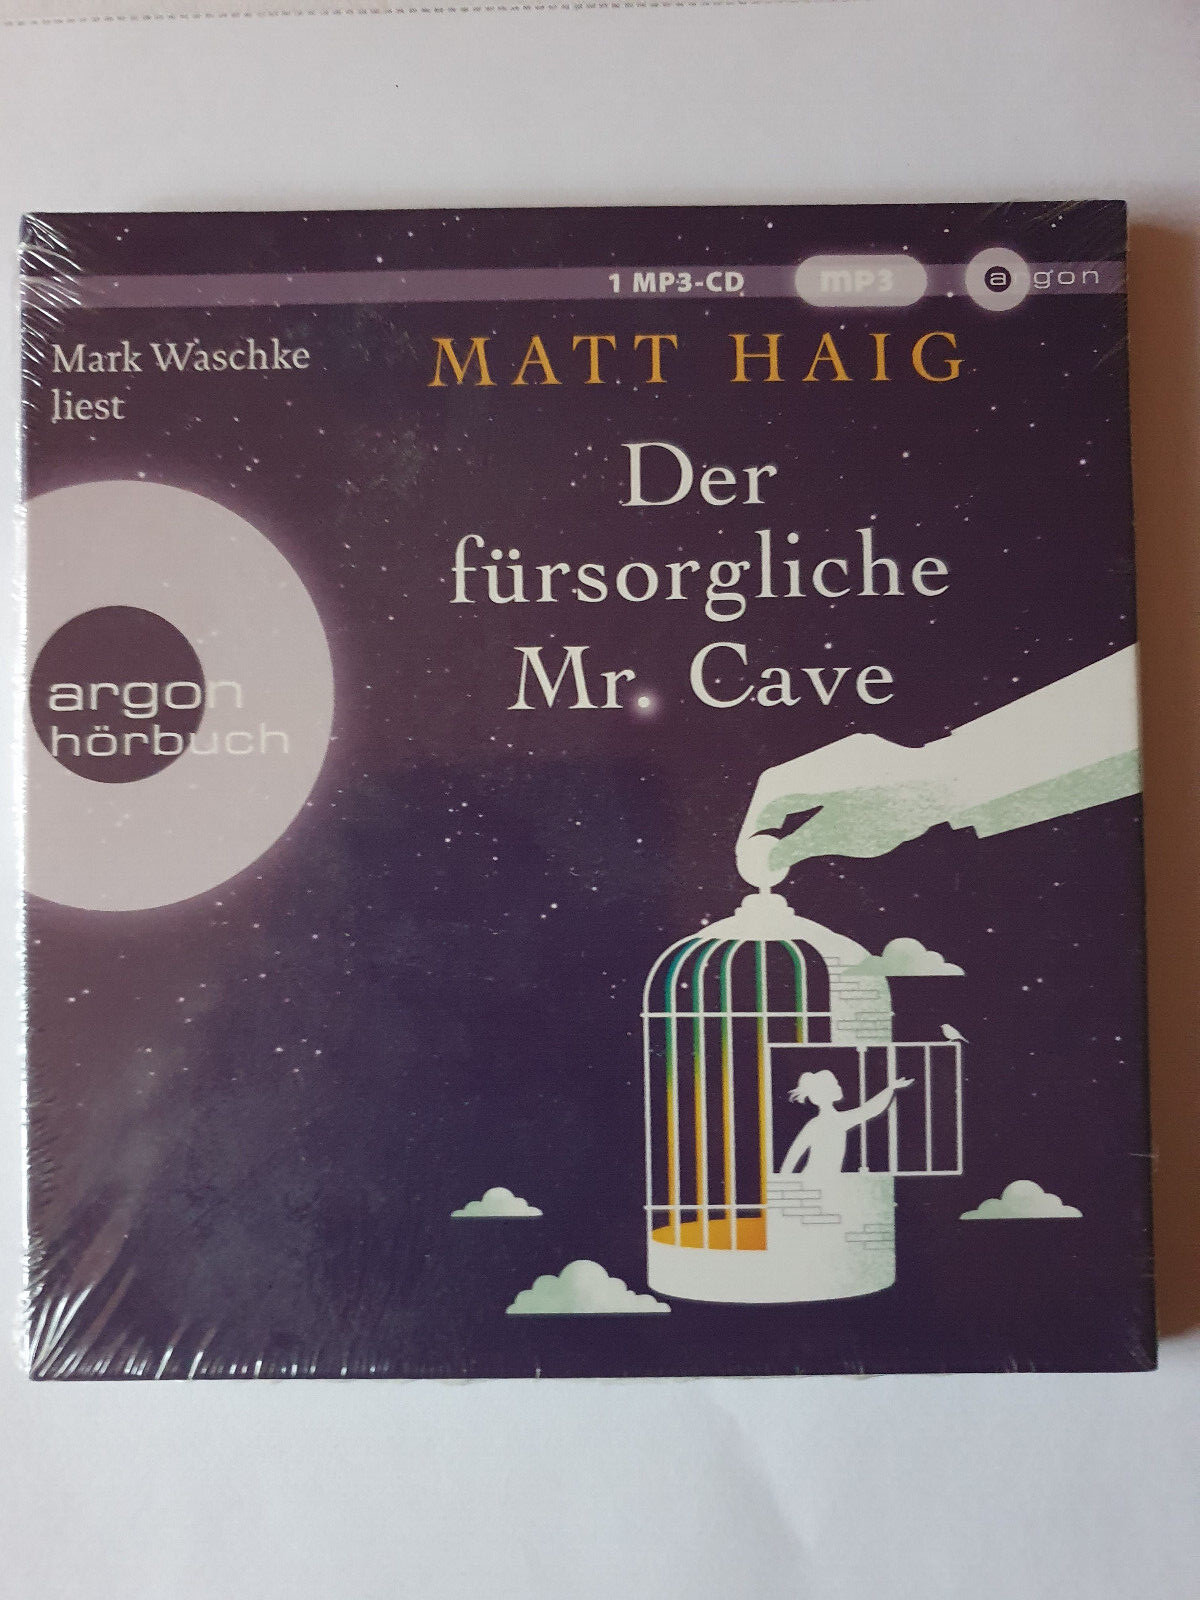 1 MP3-CD mp3 argon
Mark Waschke
liest
MATT HAIG
Der
fürsorgliche
Mr. Cave
argon
hörbuch